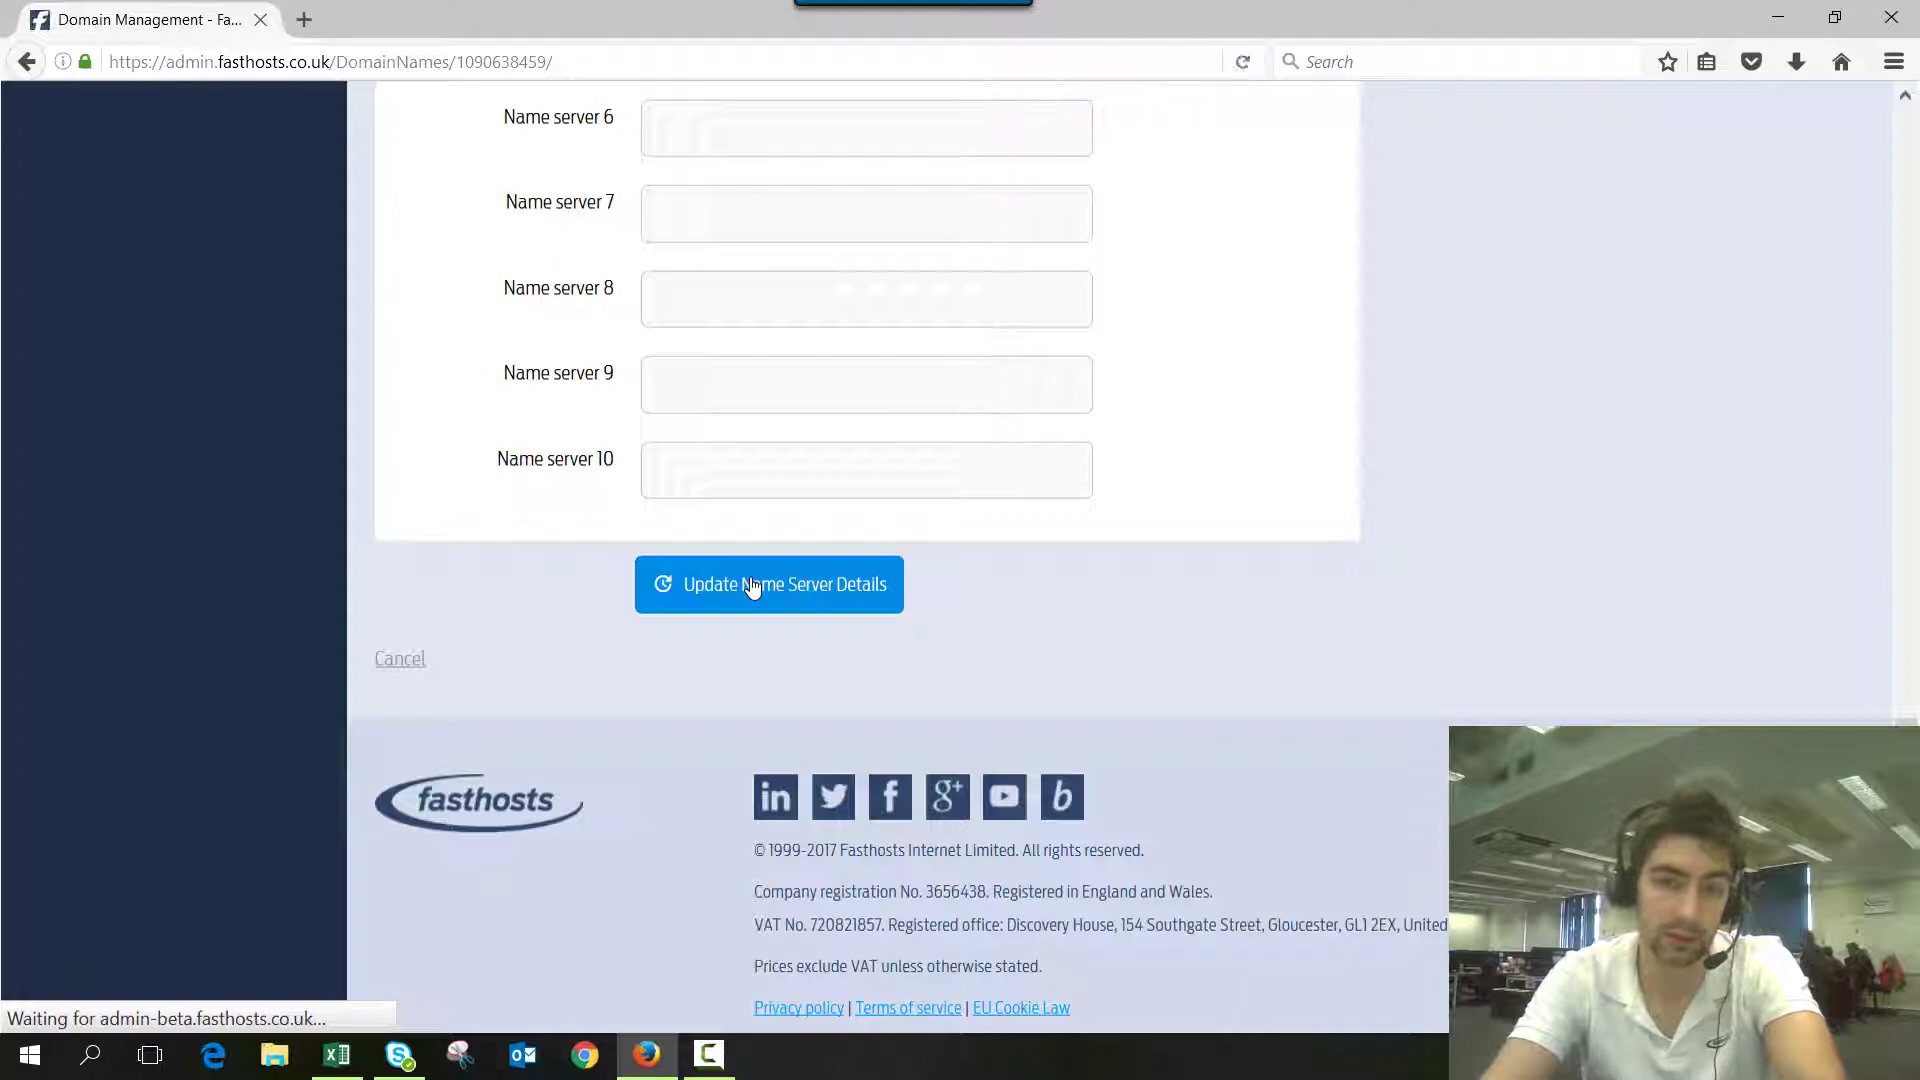 Domain Management - Fa...
https://admin.fasthosts.co.uk/DomainNames/1090638459/
Search
Name server 6
Name server 7
Name server 8
Name server 9
Name server 10
Update Name Server Details
Cancel
fasthosts
© 1999-2017 Fasthosts Internet Limited. All rights reserved.
Company registration No. 3656438. Registered in England and Wales.
VAT No. 720821857. Registered office: Discovery House, 154 Southgate Street, Gloucester, GL1 2EX, United
Prices exclude VAT unless otherwise stated.
Privacy policy | Terms of service | EU Cookie Law
Waiting for admin-beta.fasthosts.co.uk...